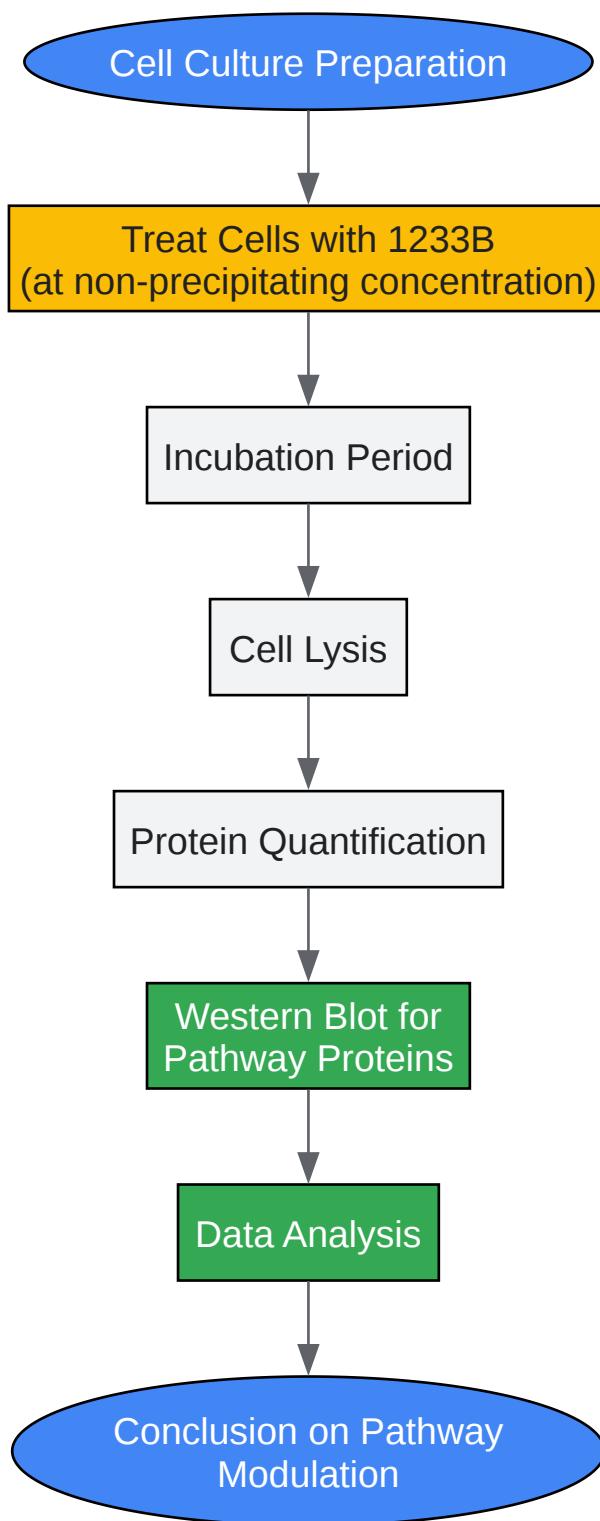 Cell Culture Preparation
Treat Cells with 1233B
(at non-precipitating concentration)
Incubation Period
Cell Lysis
Protein Quantification
Western Blot for
Pathway Proteins
Data Analysis
Conclusion on Pathway
Modulation